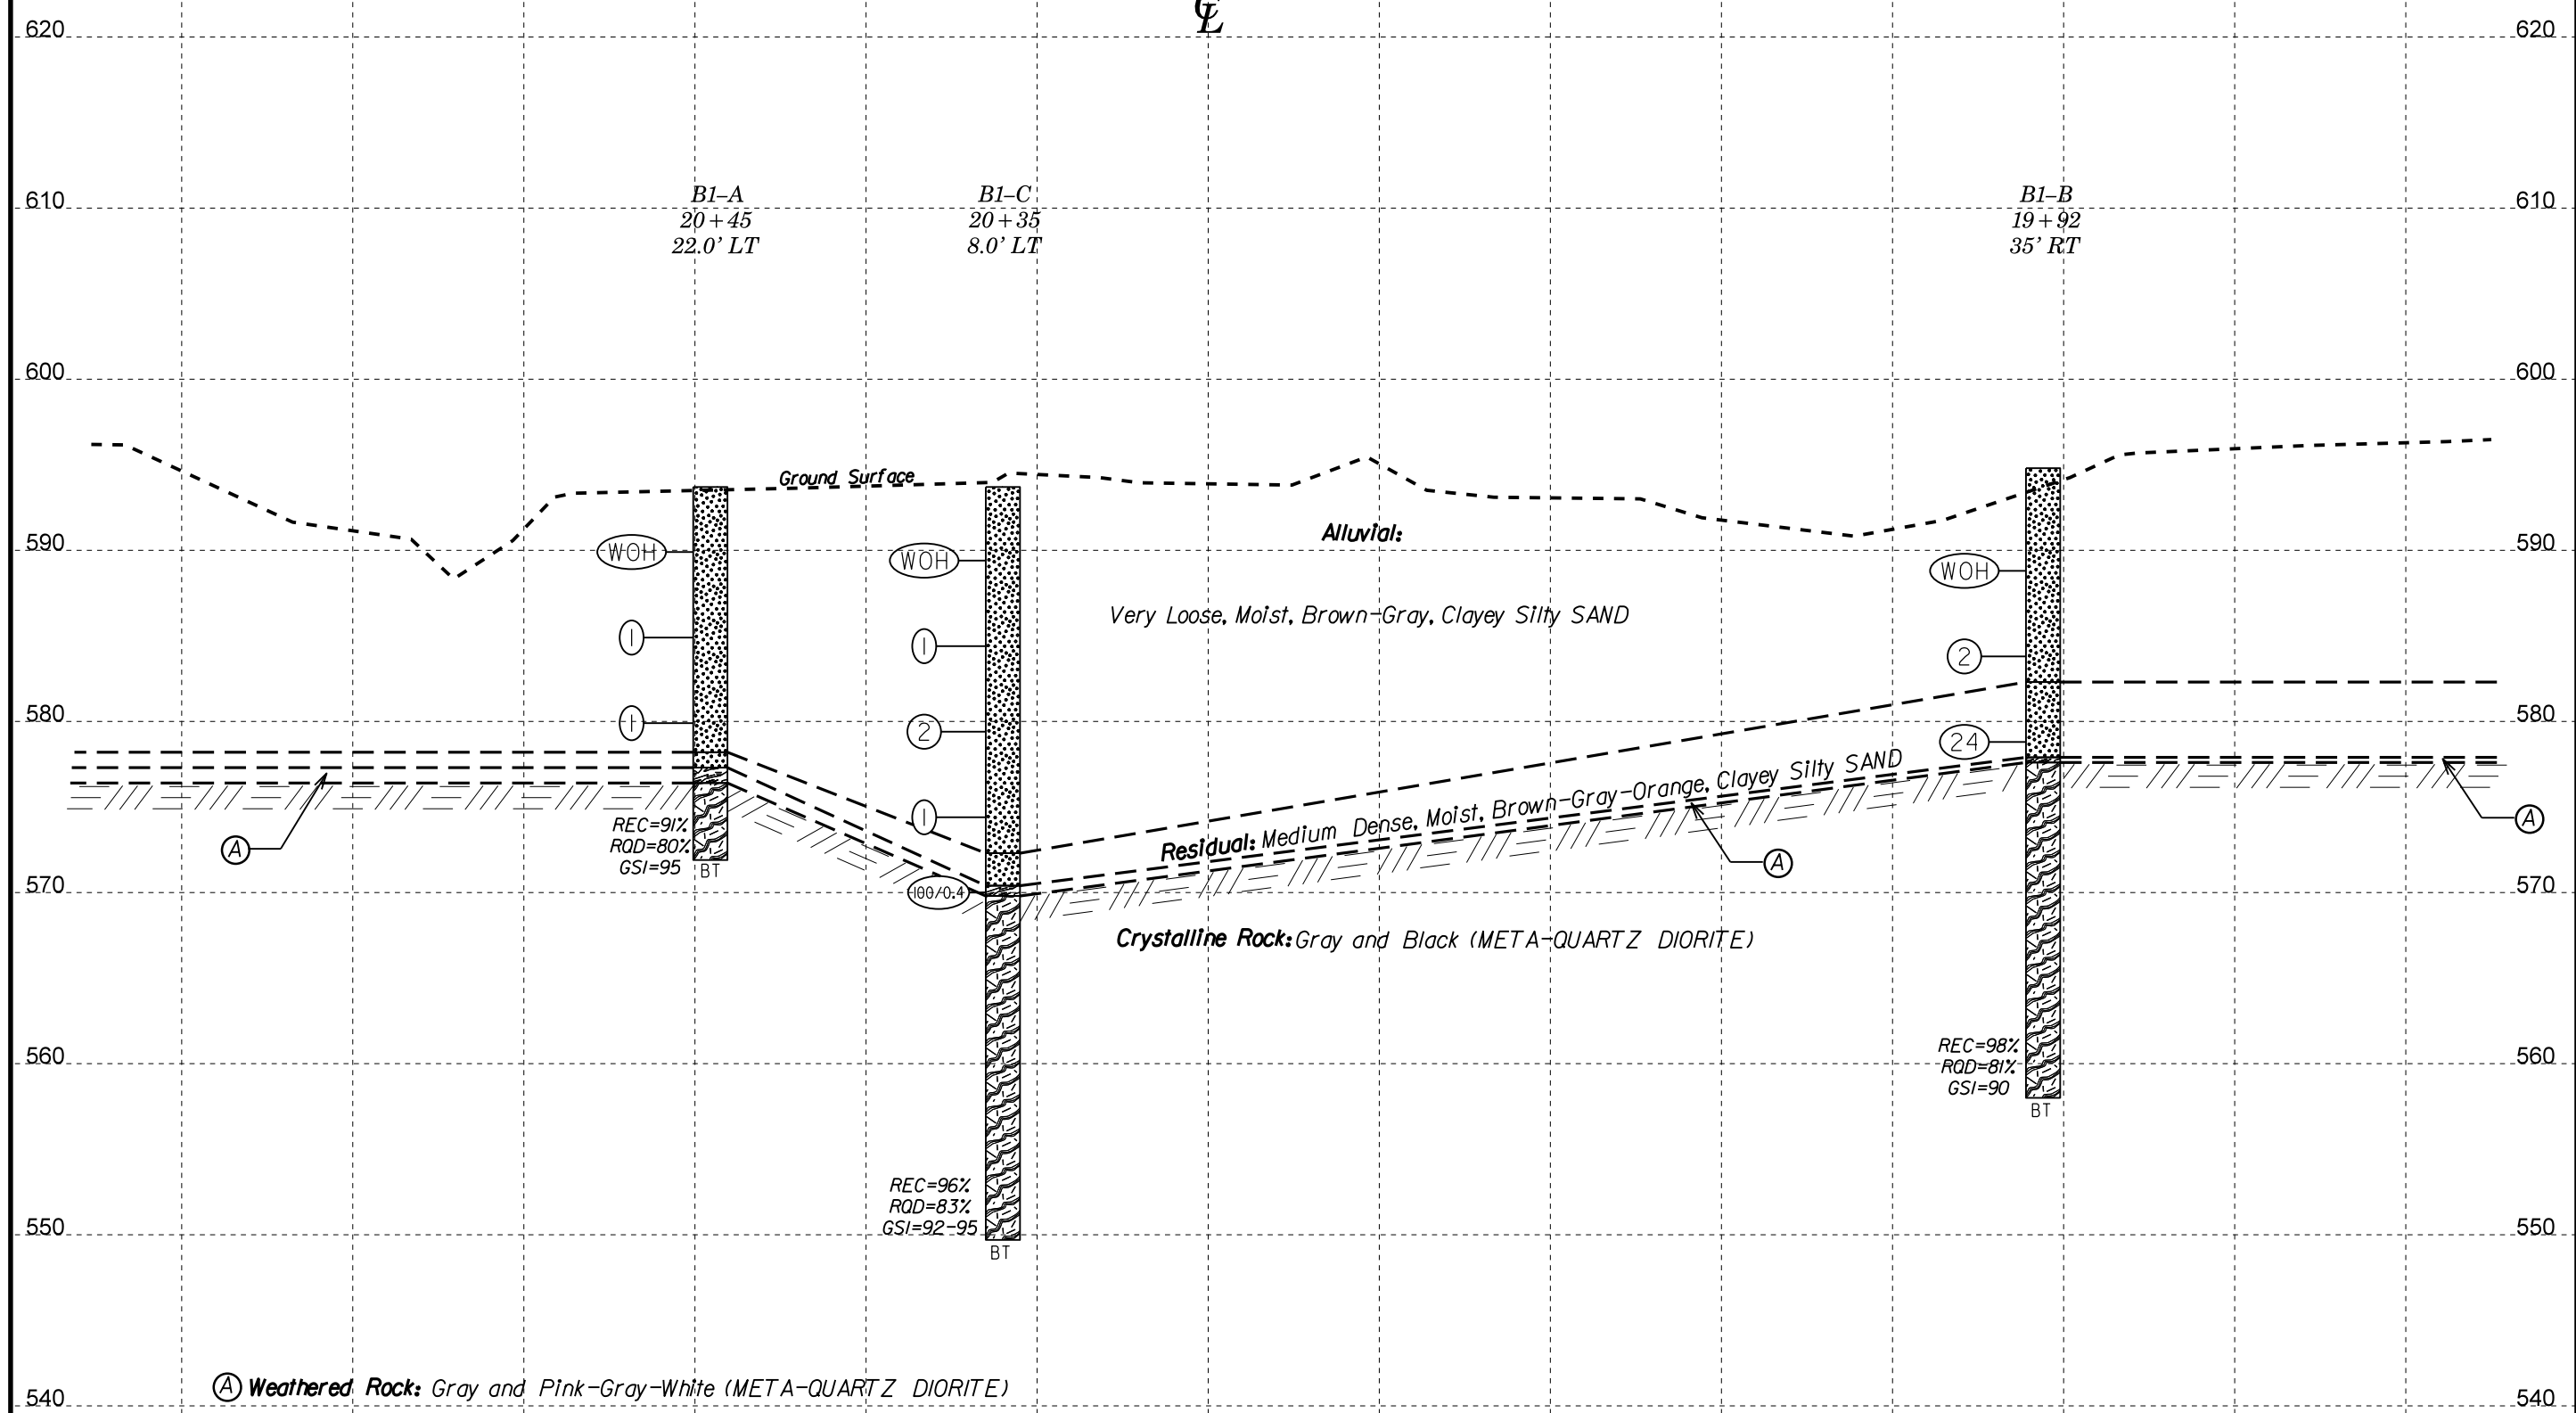 ℄
620 620
610 610
B1–A
20+45
22.0' LT
B1–C
20+35
8.0' LT
B1–B
19+92
35' RT
600 600
Ground Surface
590 590
Alluvial:
WOH
WOH
WOH
Very Loose, Moist, Brown-Gray, Clayey Silty SAND
1
1
2
580 580
1
2
24
Residual: Medium Dense, Moist, Brown-Gray-Orange, Clayey Silty SAND
1
A
A
A
REC=91%
RQD=80%
GSI=95
BT
570 570
100/0.4
Crystalline Rock: Gray and Black (META-QUARTZ DIORITE)
560 560
REC=98%
RQD=81%
GSI=90
BT
REC=96%
RQD=83%
GSI=92-95
BT
550 550
A Weathered Rock: Gray and Pink-Gray-White (META-QUARTZ DIORITE)
540 540